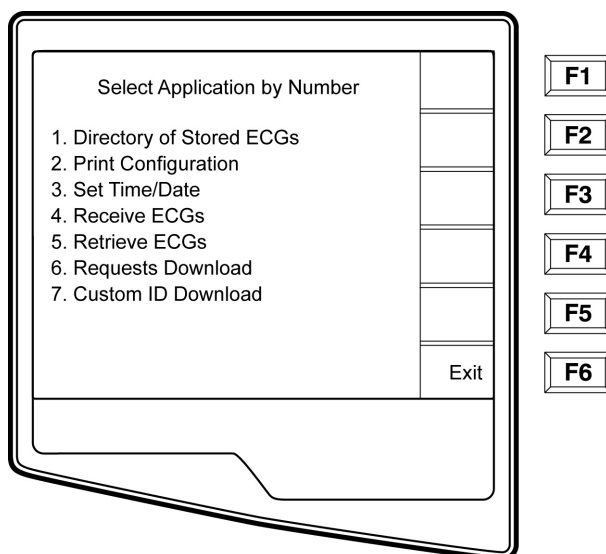 Select Application by Number
1. Directory of Stored ECGs
2. Print Configuration
3. Set Time/Date
4. Receive ECGs
5. Retrieve ECGs
6. Requests Download
7. Custom ID Download
Exit
F1
F2
F3
F4
F5
F6